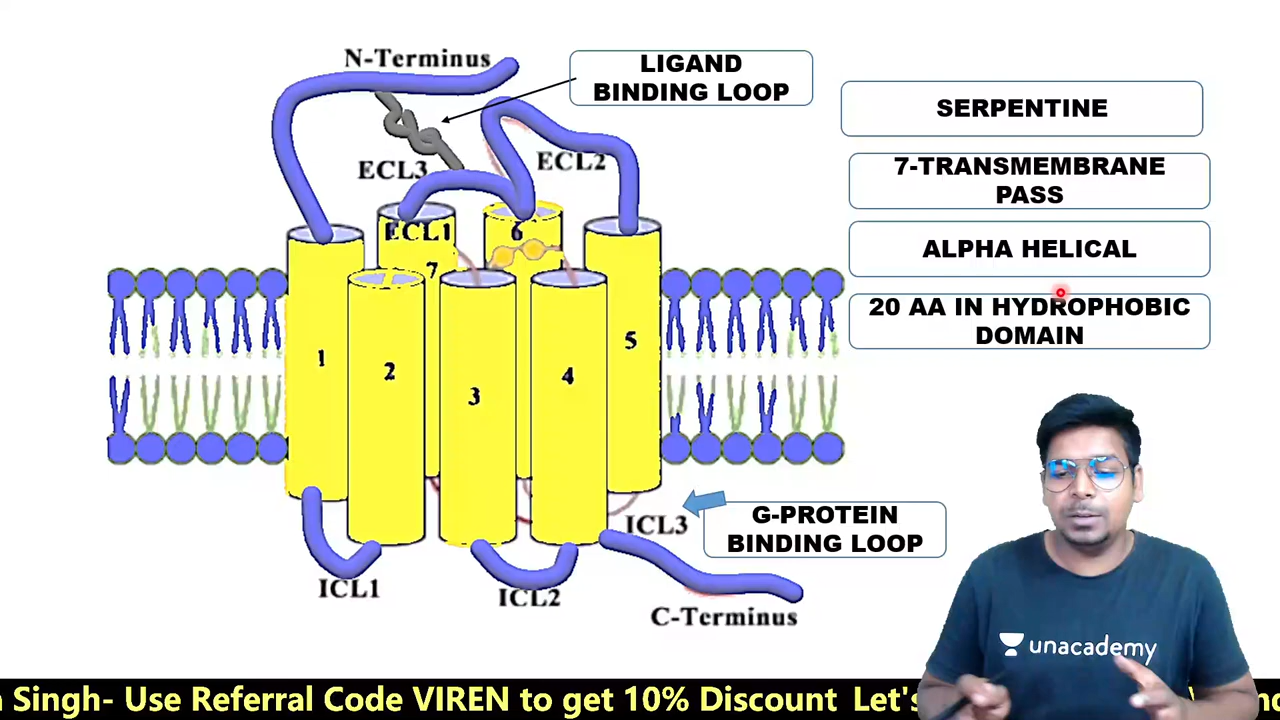 N-Terminus
LIGAND
BINDING LOOP
SERPENTINE
ECL3
ECL2
7-TRANSMEMBRANE
PASS
ECL1
6
7
ALPHA HELICAL
20 AA IN HYDROPHOBIC
DOMAIN
1
2
3
4
5
ICL3
G-PROTEIN
BINDING LOOP
ICL1
ICL2
C-Terminus
unacademy
Singh- Use Referral Code VIREN to get 10% Discount Let's